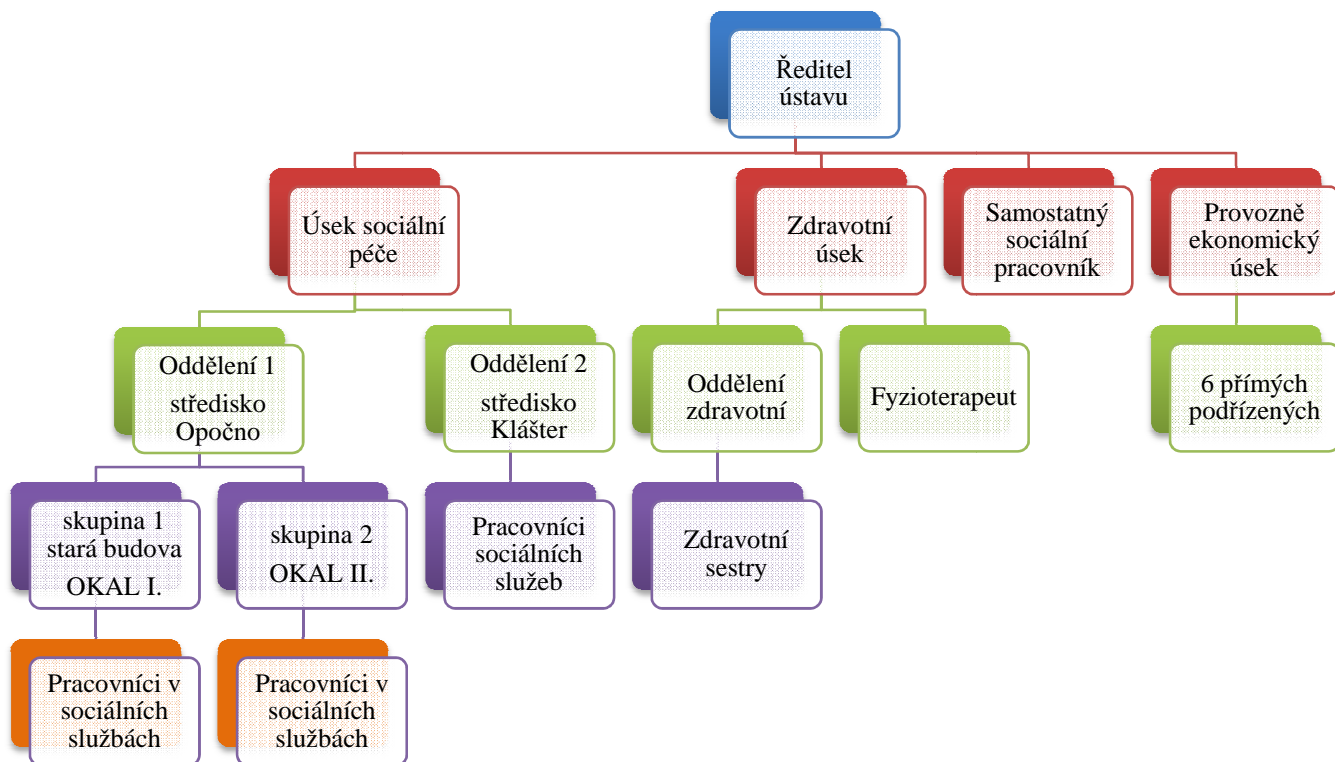 Ředitel
ústavu
Úsek sociální
péče
Zdravotní
úsek
Samostatný
sociální
pracovník
Provozně
ekonomický
úsek
Oddělení 1
středisko
Opočno
Oddělení 2
středisko
Klášter
Oddělení
zdravotní
Fyzioterapeut
6 přímých
podřízených
skupina 1
stará budova
OKAL I.
skupina 2
OKAL II.
Pracovníci
sociálních
služeb
Zdravotní
sestry
Pracovníci v
sociálních
službách
Pracovníci v
sociálních
službách